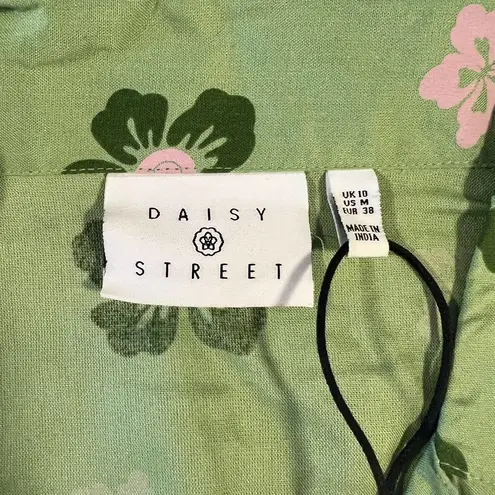 DAISY
STREET
UK 10
US M
EUR 38
MADE IN
INDIA